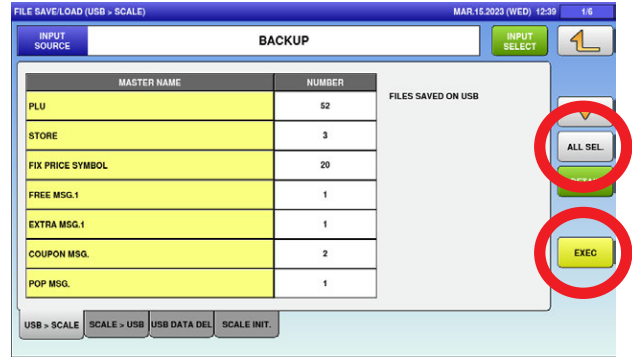 FILE SAVE/LOAD (USB > SCALE) MAR.15.2023 (WED) 12:39 1/6
INPUT SOURCE BACKUP INPUT SELECT
MASTER NAME NUMBER
FILES SAVED ON USB
PLU 52
STORE 3
ALL SEL.
FIX PRICE SYMBOL 20
FREE MSG.1 1
EXTRA MSG.1 1
COUPON MSG. 2
EXEC
POP MSG. 1
USB > SCALE SCALE > USB USB DATA DEL SCALE INIT.